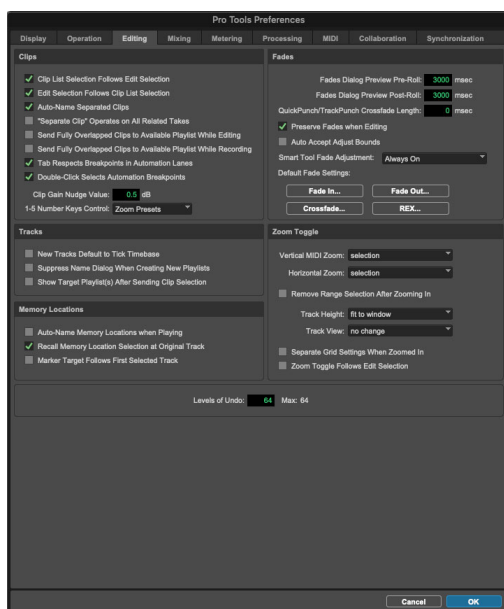 Pro Tools Preferences
Display Operation Editing Mixing Metering Processing MIDI Collaboration Synchronization
Clips
Clip List Selection Follows Edit Selection
Edit Selection Follows Clip List Selection
Auto-Name Separated Clips
"Separate Clip" Operates on All Related Takes
Send Fully Overlapped Clips to Available Playlist While Editing
Send Fully Overlapped Clips to Available Playlist While Recording
Tab Respects Breakpoints in Automation Lanes
Double-Click Selects Automation Breakpoints
Clip Gain Nudge Value: 0.5 dB
1-5 Number Keys Control: Zoom Presets
Fades
Fades Dialog Preview Pre-Roll: 3000 msec
Fades Dialog Preview Post-Roll: 3000 msec
QuickPunch/TrackPunch Crossfade Length: 0 msec
Preserve Fades when Editing
Auto Accept Adjust Bounds
Smart Tool Fade Adjustment: Always On
Default Fade Settings:
Fade In... Fade Out...
Crossfade... REX...
Tracks
New Tracks Default to Tick Timebase
Suppress Name Dialog When Creating New Playlists
Show Target Playlist(s) After Sending Clip Selection
Memory Locations
Auto-Name Memory Locations when Playing
Recall Memory Location Selection at Original Track
Marker Target Follows First Selected Track
Zoom Toggle
Vertical MIDI Zoom: selection
Horizontal Zoom: selection
Remove Range Selection After Zooming In
Track Height: fit to window
Track View: no change
Separate Grid Settings When Zoomed In
Zoom Toggle Follows Edit Selection
Levels of Undo: 64 Max: 64
Cancel OK